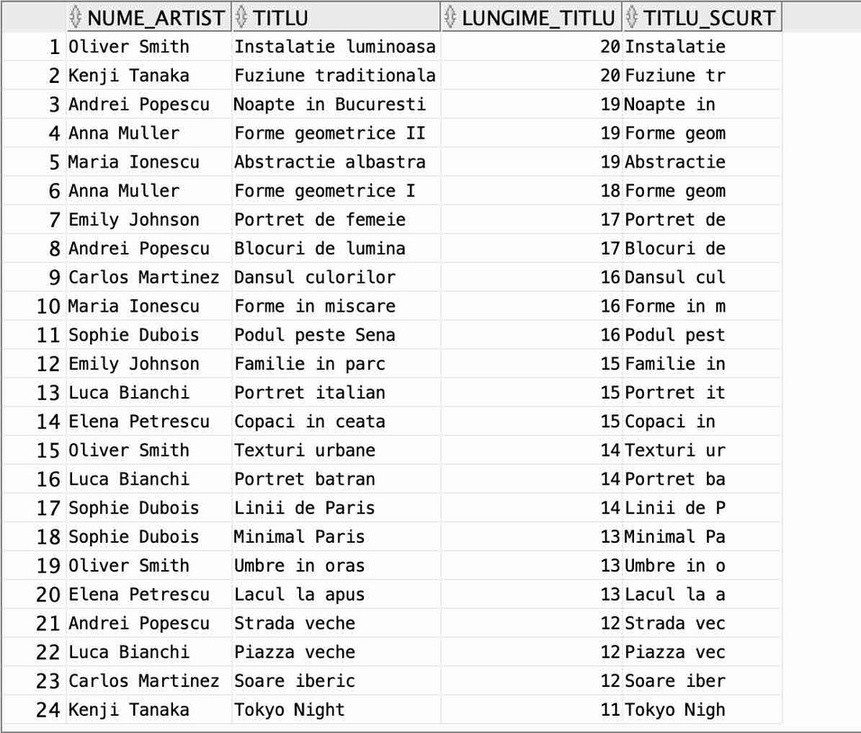 NUME_ARTIST TITLU LUNGIME_TITLU TITLU_SCURT
1 Oliver Smith Instalatie luminoasa 20 Instalatie
2 Kenji Tanaka Fuziune traditionala 20 Fuziune tr
3 Andrei Popescu Noapte in Bucuresti 19 Noapte in
4 Anna Muller Forme geometrice II 19 Forme geom
5 Maria Ionescu Abstractie albastra 19 Abstractie
6 Anna Muller Forme geometrice I 18 Forme geom
7 Emily Johnson Portret de femeie 17 Portret de
8 Andrei Popescu Blocuri de lumina 17 Blocuri de
9 Carlos Martinez Dansul culorilor 16 Dansul cul
10 Maria Ionescu Forme in miscare 16 Forme in m
11 Sophie Dubois Podul peste Sena 16 Podul pest
12 Emily Johnson Familie in parc 15 Familie in
13 Luca Bianchi Portret italian 15 Portret it
14 Elena Petrescu Copaci in ceata 15 Copaci in
15 Oliver Smith Texturi urbane 14 Texturi ur
16 Luca Bianchi Portret batran 14 Portret ba
17 Sophie Dubois Linii de Paris 14 Linii de P
18 Sophie Dubois Minimal Paris 13 Minimal Pa
19 Oliver Smith Umbre in oras 13 Umbre in o
20 Elena Petrescu Lacul la apus 13 Lacul la a
21 Andrei Popescu Strada veche 12 Strada vec
22 Luca Bianchi Piazza veche 12 Piazza vec
23 Carlos Martinez Soare iberic 12 Soare iber
24 Kenji Tanaka Tokyo Night 11 Tokyo Nigh